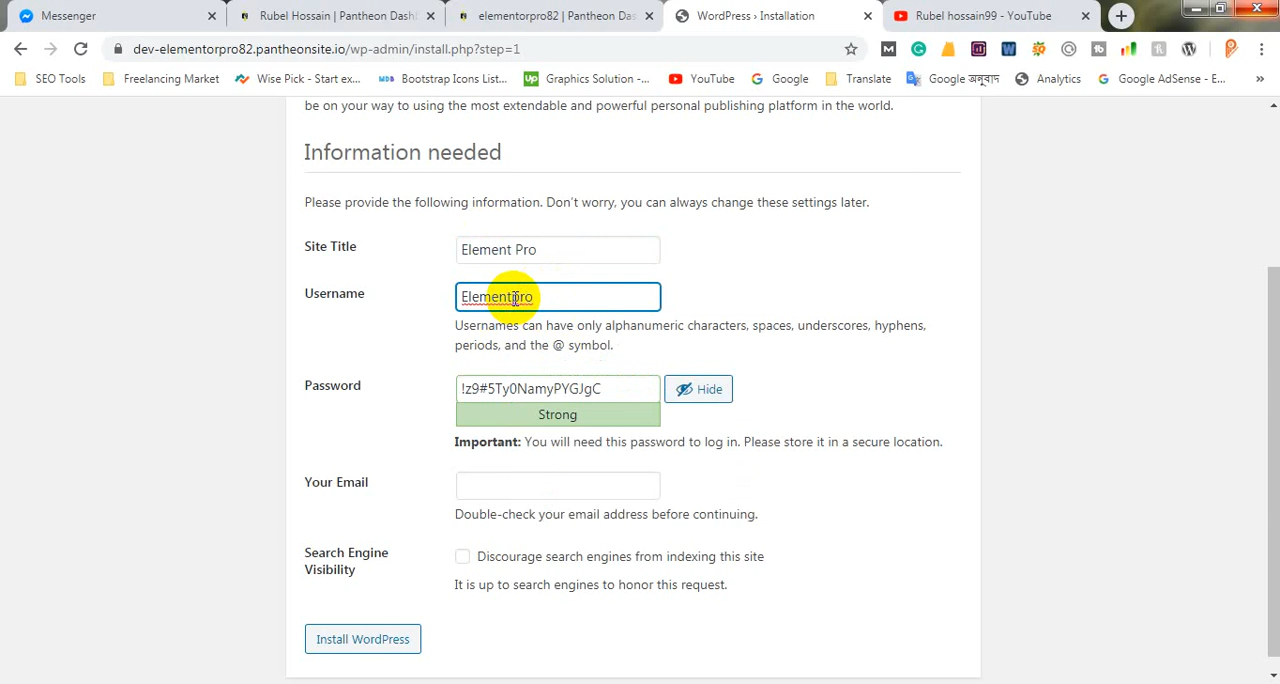 Messenger
Rubel Hossain | Pantheon Dashl
elementorpro82 | Pantheon Das
WordPress › Installation
Rubel hossain99 - YouTube
dev-elementorpro82.pantheonsite.io/wp-admin/install.php?step=1
SEO Tools
Freelancing Market
Wise Pick - Start ex...
MDB Bootstrap Icons List...
Up Graphics Solution -...
YouTube
Google
Translate
Google অনুবাদ
Analytics
Google AdSense - E...
be on your way to using the most extendable and powerful personal publishing platform in the world.
Information needed
Please provide the following information. Don't worry, you can always change these settings later.
Site Title
Element Pro
Username
Elementpro
Usernames can have only alphanumeric characters, spaces, underscores, hyphens,
periods, and the @ symbol.
Password
!z9#5Ty0NamyPYGJgC
Hide
Strong
Important: You will need this password to log in. Please store it in a secure location.
Your Email
Double-check your email address before continuing.
Search Engine
Visibility
Discourage search engines from indexing this site
It is up to search engines to honor this request.
Install WordPress